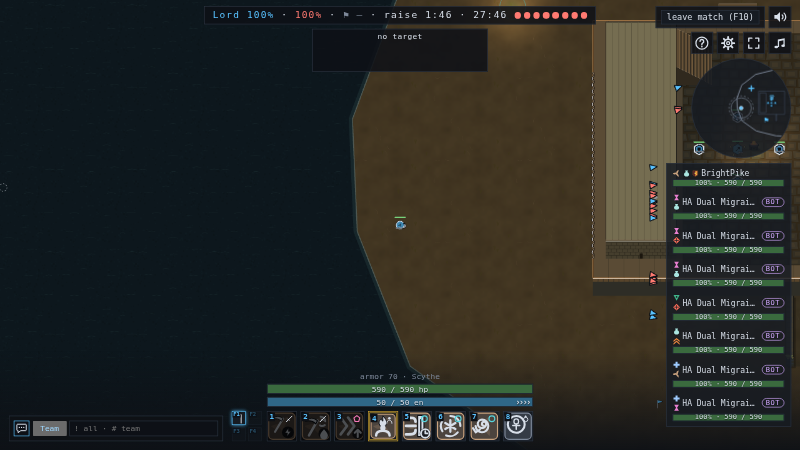 Lord 100% · 100% · – · raise 1:46 · 27:46
leave match (F10)
no target
BrightPike
100% · 590 / 590
HA Dual Migrai… BOT
100% · 590 / 590
HA Dual Migrai… BOT
100% · 590 / 590
HA Dual Migrai… BOT
100% · 590 / 590
HA Dual Migrai… BOT
100% · 590 / 590
HA Dual Migrai… BOT
100% · 590 / 590
HA Dual Migrai… BOT
100% · 590 / 590
HA Dual Migrai… BOT
100% · 590 / 590
armor 70 · Scythe
590 / 590 hp
50 / 50 en
››››
Team
! all · # team
F1 F2
F3 F4
1 2 3 4 5 6 7 8